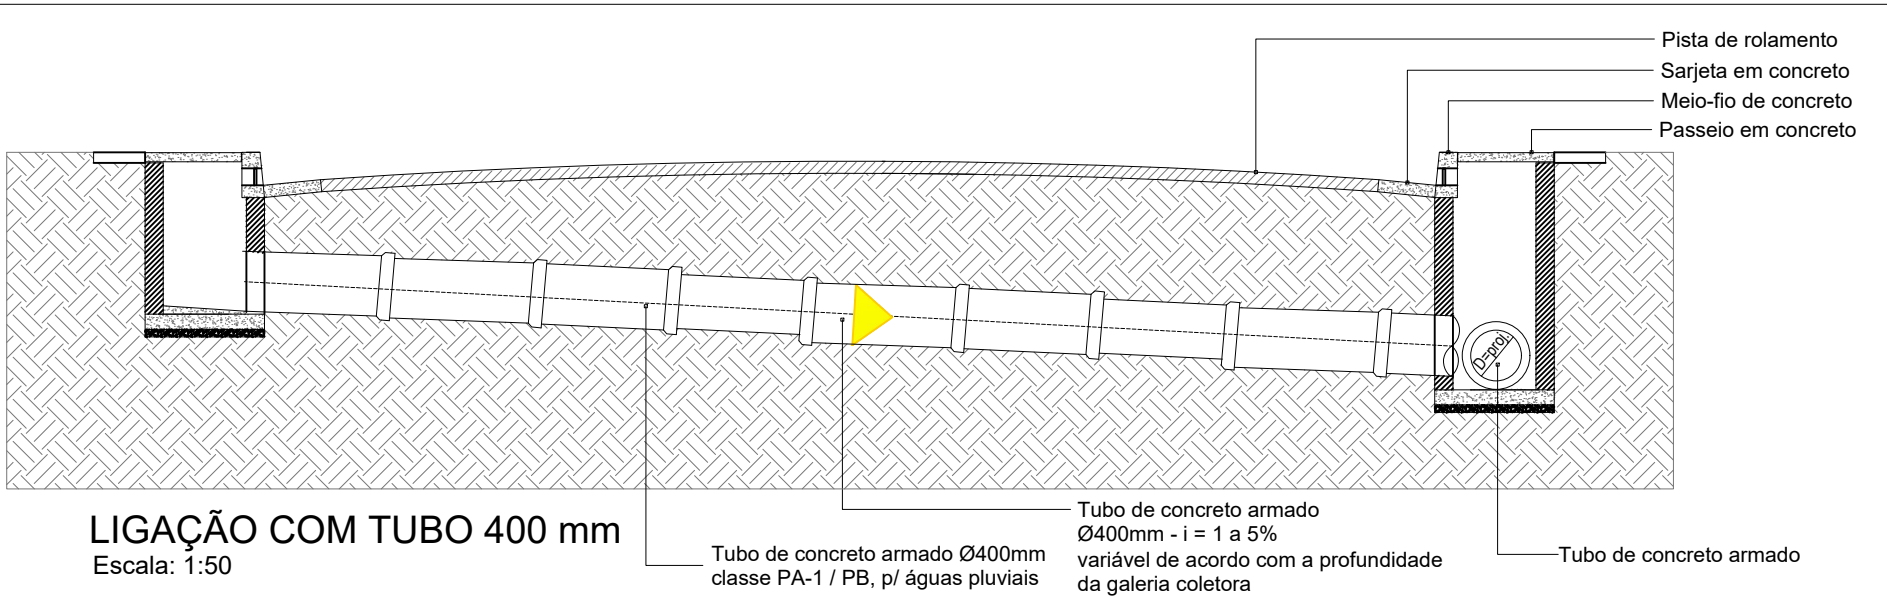 Pista de rolamento
Sarjeta em concreto
Meio-fio de concreto
Passeio em concreto
D=proj.
LIGAÇÃO COM TUBO 400 mm
Escala: 1:50
Tubo de concreto armado Ø400mm
classe PA-1 / PB, p/ águas pluviais
Tubo de concreto armado
Ø400mm - i = 1 a 5%
variável de acordo com a profundidade
da galeria coletora
Tubo de concreto armado